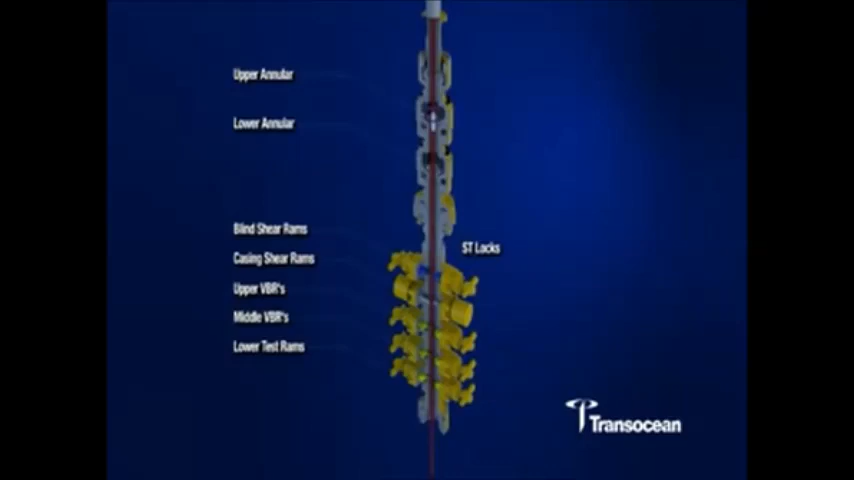 Upper Annular
Lower Annular
Blind Shear Rams
ST Locks
Casing Shear Rams
Upper VBR's
Middle VBR's
Lower Test Rams
Transocean